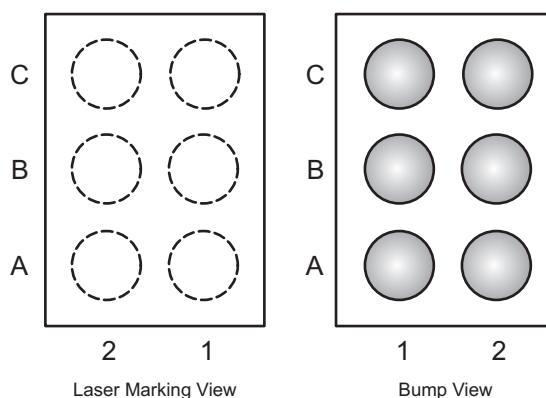 C C
B B
A A
2 1 1 2
Laser Marking View Bump View